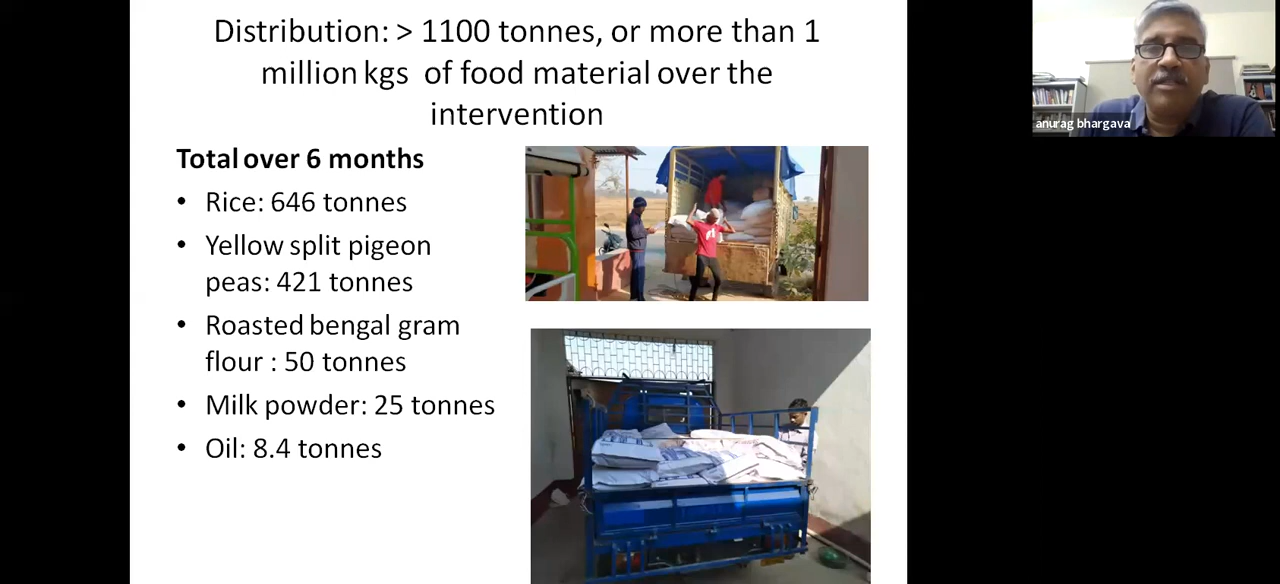 Distribution: > 1100 tonnes, or more than 1
million kgs of food material over the
intervention
Total over 6 months
• Rice: 646 tonnes
• Yellow split pigeon
peas: 421 tonnes
• Roasted bengal gram
flour : 50 tonnes
• Milk powder: 25 tonnes
• Oil: 8.4 tonnes
anurag bhargava